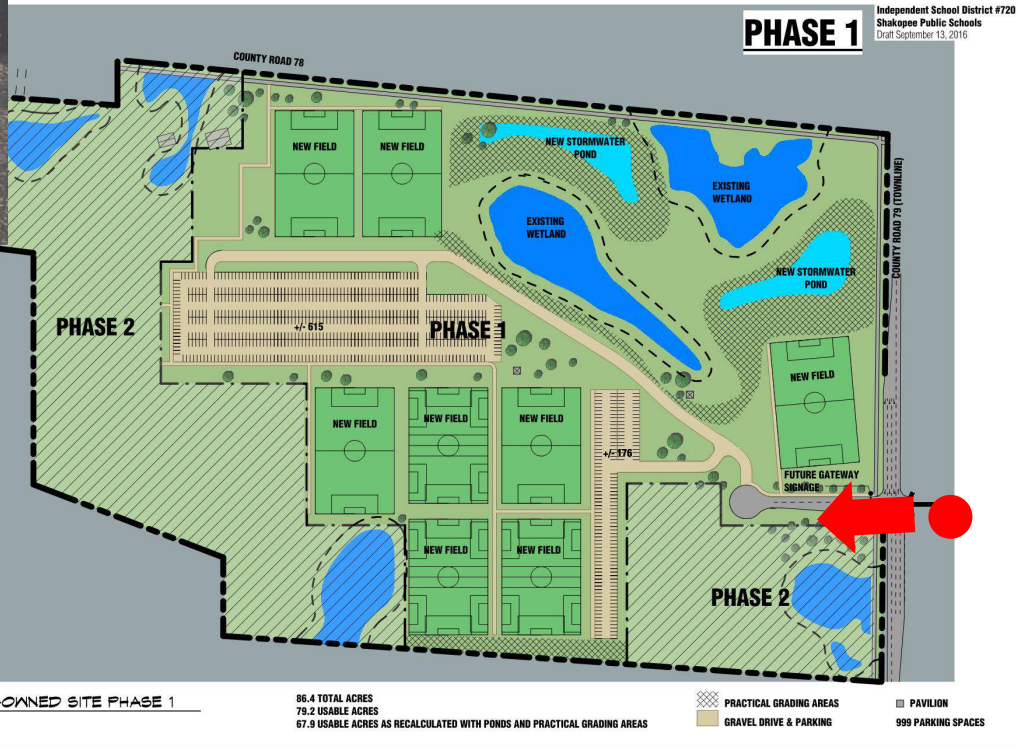 PHASE 1
Independent School District #720
Shakopee Public Schools
Draft September 13, 2016
COUNTY ROAD 78
NEW FIELD
NEW FIELD
NEW STORMWATER
POND
EXISTING
WETLAND
EXISTING
WETLAND
COUNTY ROAD 79 (TOWNLINE)
NEW STORMWATER
POND
PHASE 2
+/- 615
PHASE 1
NEW FIELD
NEW FIELD
NEW FIELD
NEW FIELD
+/- 176
FUTURE GATEWAY
SIGNAGE
NEW FIELD
NEW FIELD
PHASE 2
-OWNED SITE PHASE 1
86.4 TOTAL ACRES
79.2 USABLE ACRES
67.9 USABLE ACRES AS RECALCULATED WITH PONDS AND PRACTICAL GRADING AREAS
PRACTICAL GRADING AREAS
GRAVEL DRIVE & PARKING
PAVILION
999 PARKING SPACES